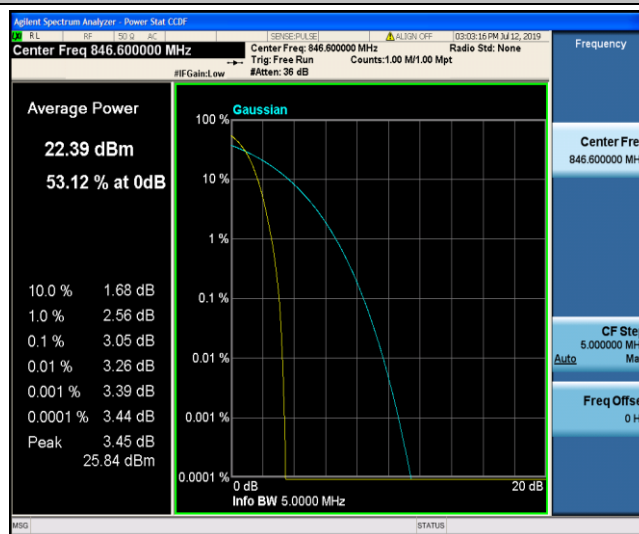 Agilent Spectrum Analyzer - Power Stat CCDF
RL RF 50 Ω AC SENSE:PULSE ALIGN OFF 03:03:16 PM Jul 12, 2019
Center Freq 846.600000 MHz
Center Freq: 846.600000 MHz Radio Std: None
Trig: Free Run Counts:1.00 M/1.00 Mpt
#IFGain:Low #Atten: 36 dB
Frequency
Average Power
22.39 dBm
53.12 % at 0dB
10.0 % 1.68 dB
1.0 % 2.56 dB
0.1 % 3.05 dB
0.01 % 3.26 dB
0.001 % 3.39 dB
0.0001 % 3.44 dB
Peak 3.45 dB
25.84 dBm
Gaussian
100 %
10 %
1 %
0.1 %
0.01 %
0.001 %
0.0001 %
0 dB 20 dB
Info BW 5.0000 MHz
Center Fre
846.600000 MH
CF Ste
5.000000 MH
Auto Ma
Freq Offse
0 H
MSG STATUS